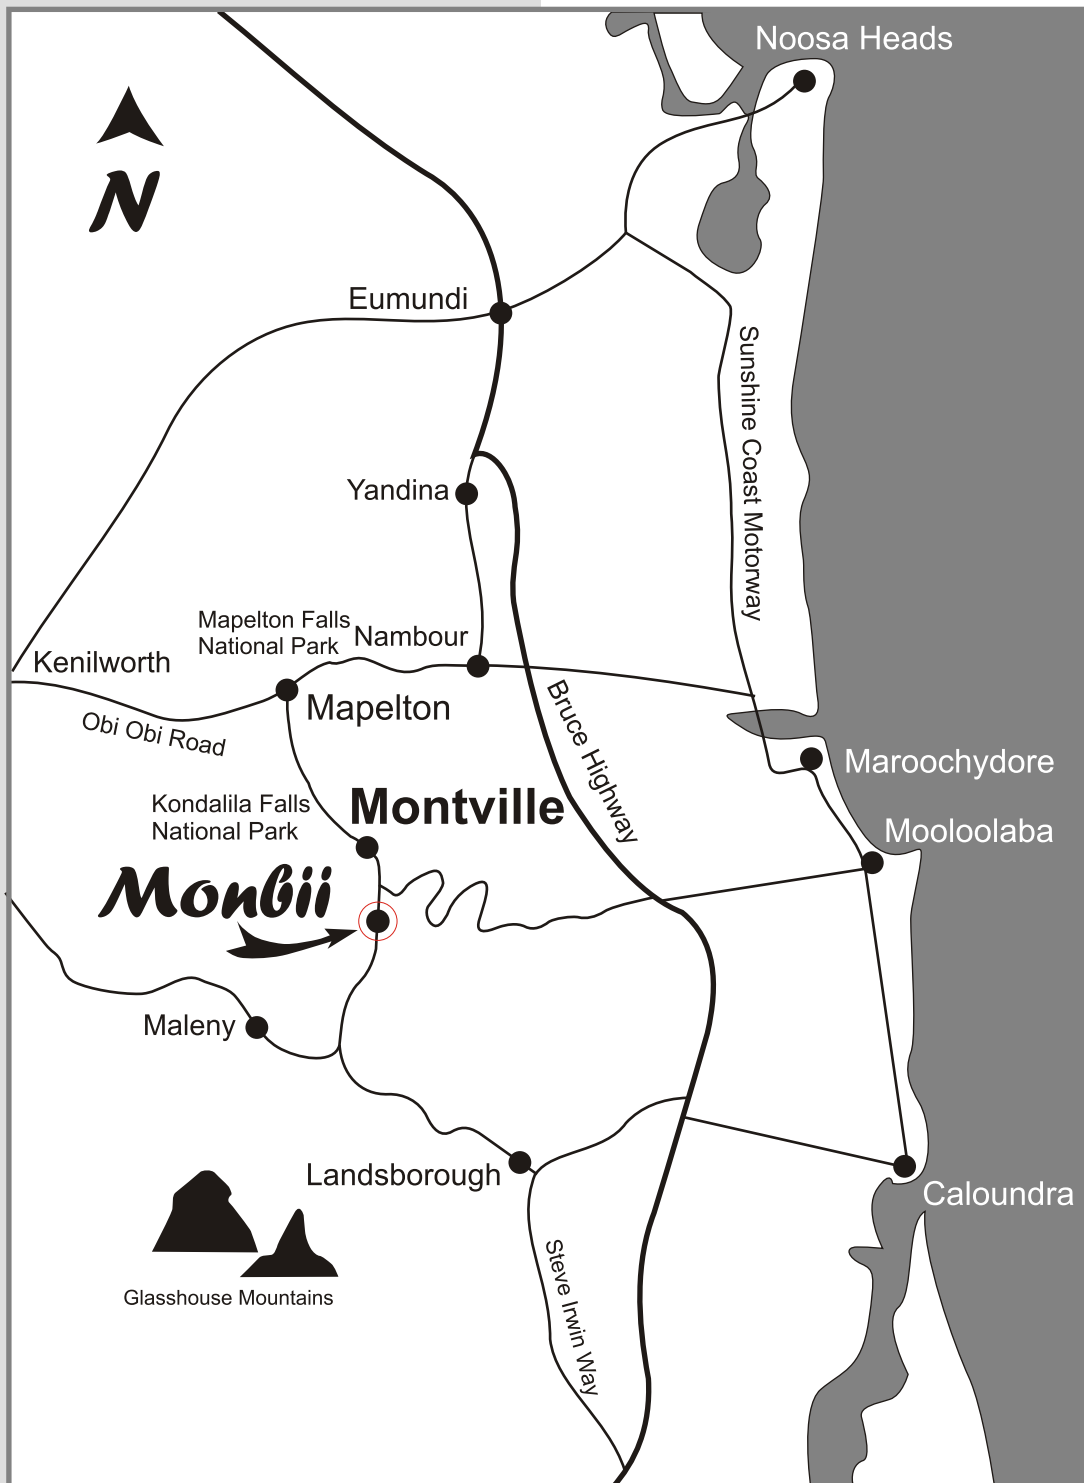 Noosa Heads
N
Eumundi
Sunshine Coast Motorway
Yandina
Mapelton Falls
National Park
Nambour
Kenilworth
Mapelton
Obi Obi Road
Bruce Highway
Maroochydore
Kondalila Falls
National Park
Montville
Mooloolaba
Monbii
Maleny
Landsborough
Caloundra
Steve Irwin Way
Glasshouse Mountains